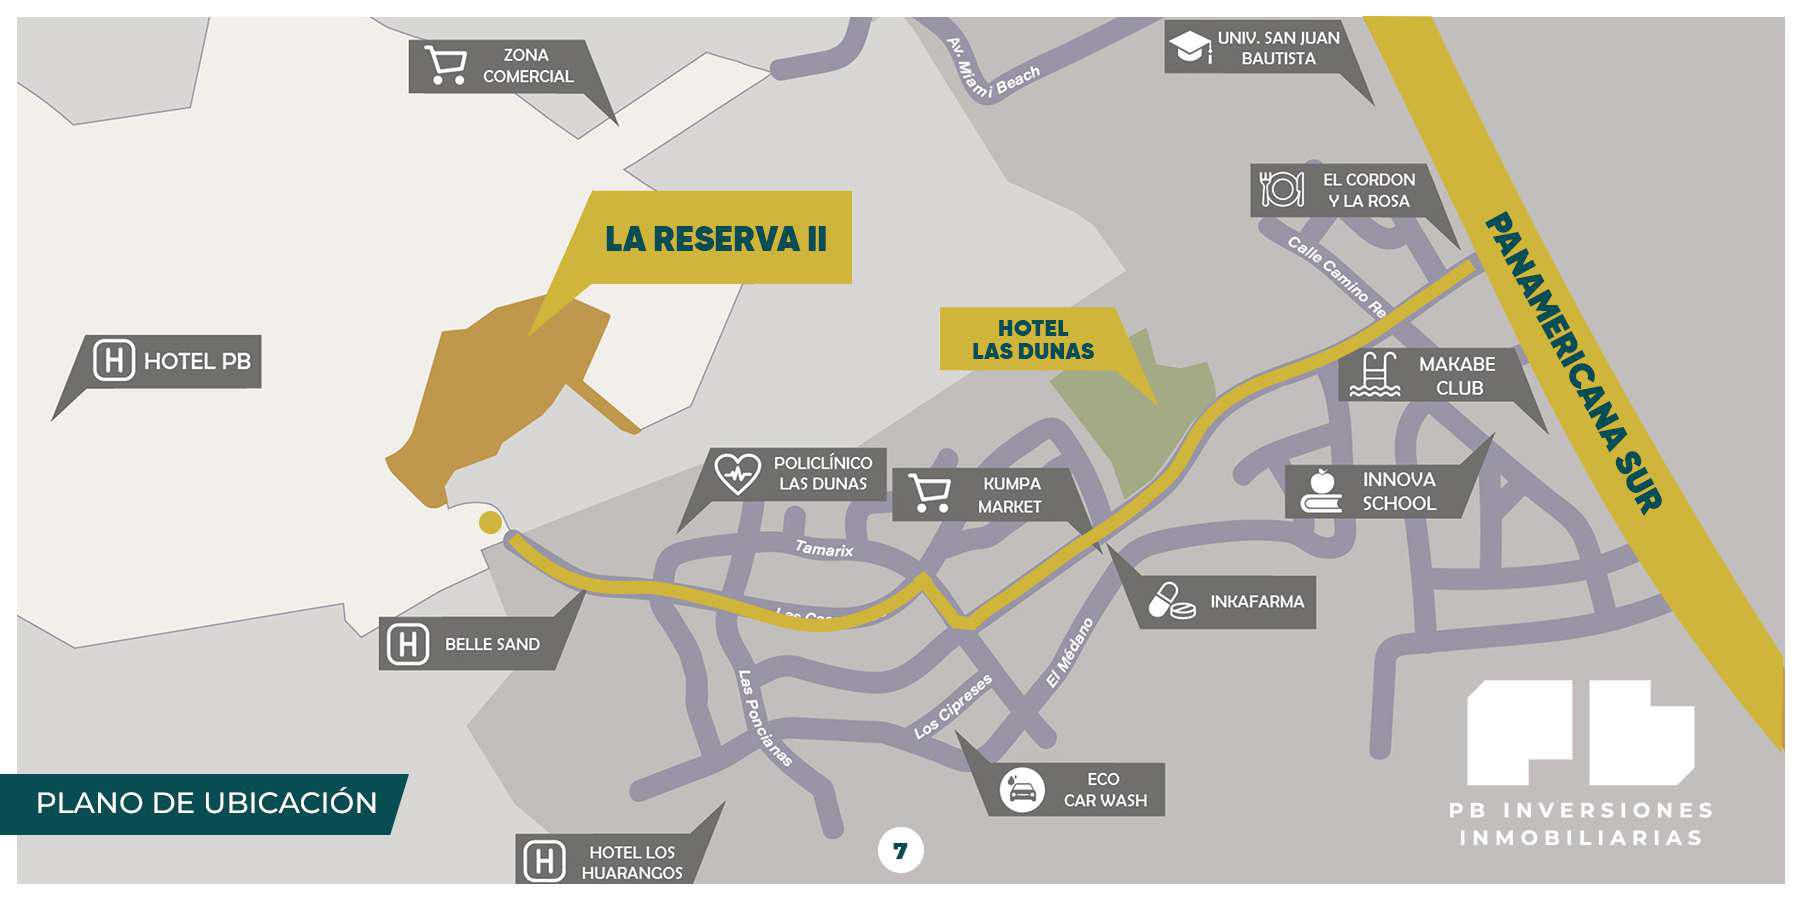 ZONA
COMERCIAL
Av. Miami Beach
UNIV. SAN JUAN
BAUTISTA
EL CORDON
Y LA ROSA
LA RESERVA II
Calle Camino Re
PANAMERICANA SUR
HOTEL
LAS DUNAS
HOTEL PB
MAKABE
CLUB
POLICLÍNICO
LAS DUNAS
KUMPA
MARKET
INNOVA
SCHOOL
Tamarix
INKAFARMA
Las
BELLE SAND
El Médano
Las Poncianas
Los Cipreses
ECO
CAR WASH
PLANO DE UBICACIÓN
PB INVERSIONES
INMOBILIARIAS
HOTEL LOS
HUARANGOS
7